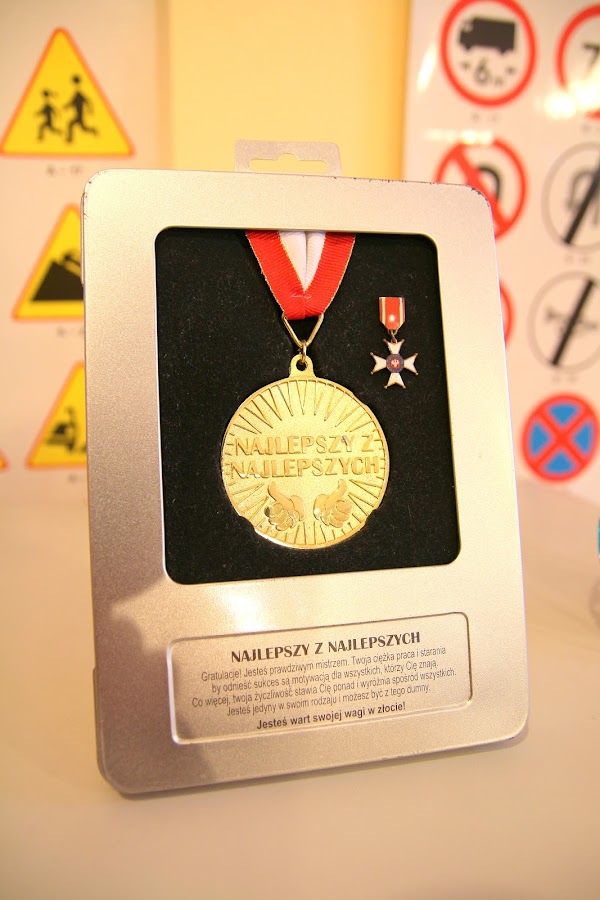 6 t
7
NAJLEPSZY Z
NAJLEPSZYCH
NAJLEPSZY Z NAJLEPSZYCH
Gratulacje! Jesteś prawdziwym mistrzem. Twoja ciężka praca i starania
by odnieść sukces są motywacją dla wszystkich, którzy Cię znają.
Co więcej, twoja życzliwość stawia Cię ponad i wyróżnia spośród wszystkich.
Jesteś jedyny w swoim rodzaju i możesz być z tego dumny.
Jesteś wart swojej wagi w złocie!